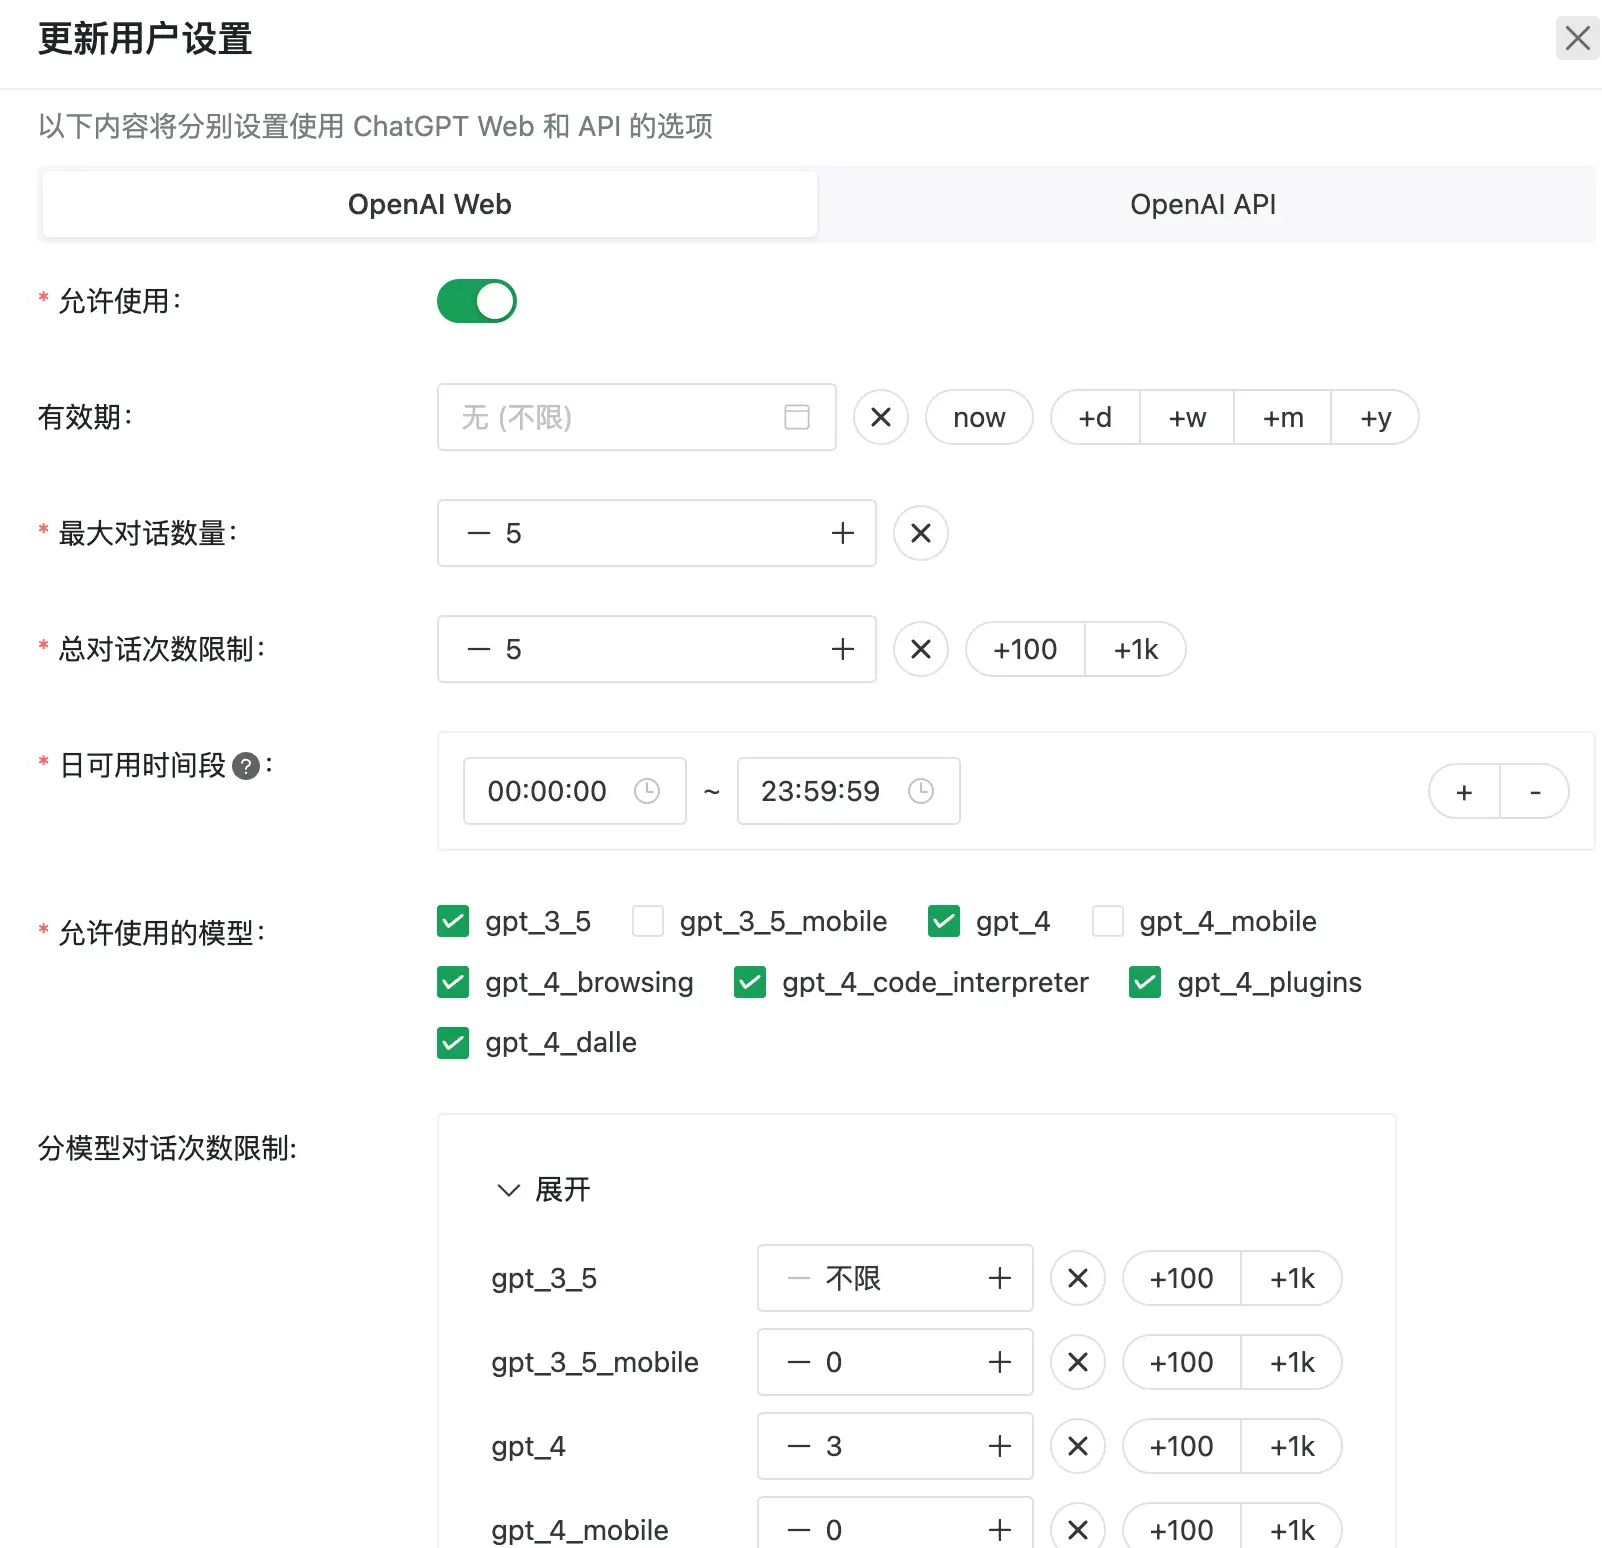 更新用户设置
以下内容将分别设置使用 ChatGPT Web 和 API 的选项
OpenAI Web OpenAI API
* 允许使用:
有效期: 无 (不限) now +d +w +m +y
* 最大对话数量: 5
* 总对话次数限制: 5 +100 +1k
* 日可用时间段?: 00:00:00 ~ 23:59:59 + -
* 允许使用的模型: gpt_3_5 gpt_3_5_mobile gpt_4 gpt_4_mobile
gpt_4_browsing gpt_4_code_interpreter gpt_4_plugins
gpt_4_dalle
分模型对话次数限制:
展开
gpt_3_5 不限 +100 +1k
gpt_3_5_mobile 0 +100 +1k
gpt_4 3 +100 +1k
gpt_4_mobile 0 +100 +1k